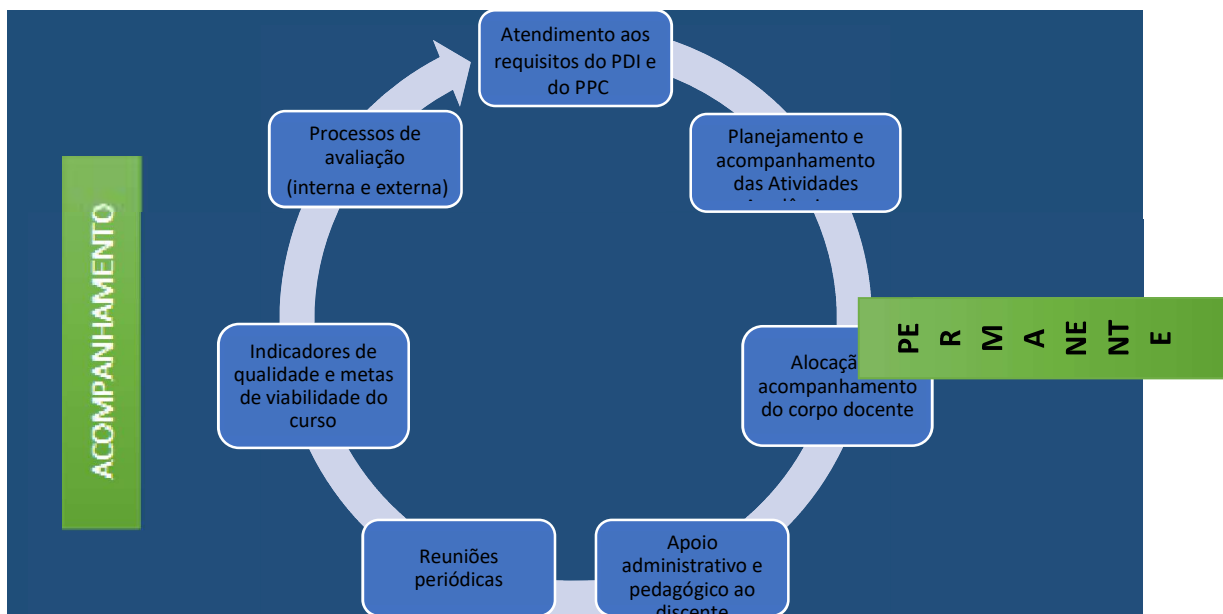 Atendimento aos
requisitos do PDI e
do PPC
Planejamento e
acompanhamento
das Atividades
Alocação
acompanhamento
do corpo docente
Apoio
administrativo e
pedagógico ao
discente
Reuniões
periódicas
Indicadores de
qualidade e metas
de viabilidade do
curso
Processos de
avaliação
(interna e externa)
ACOMPANHAMENTO
PE
R
M
A
NE
NT
E